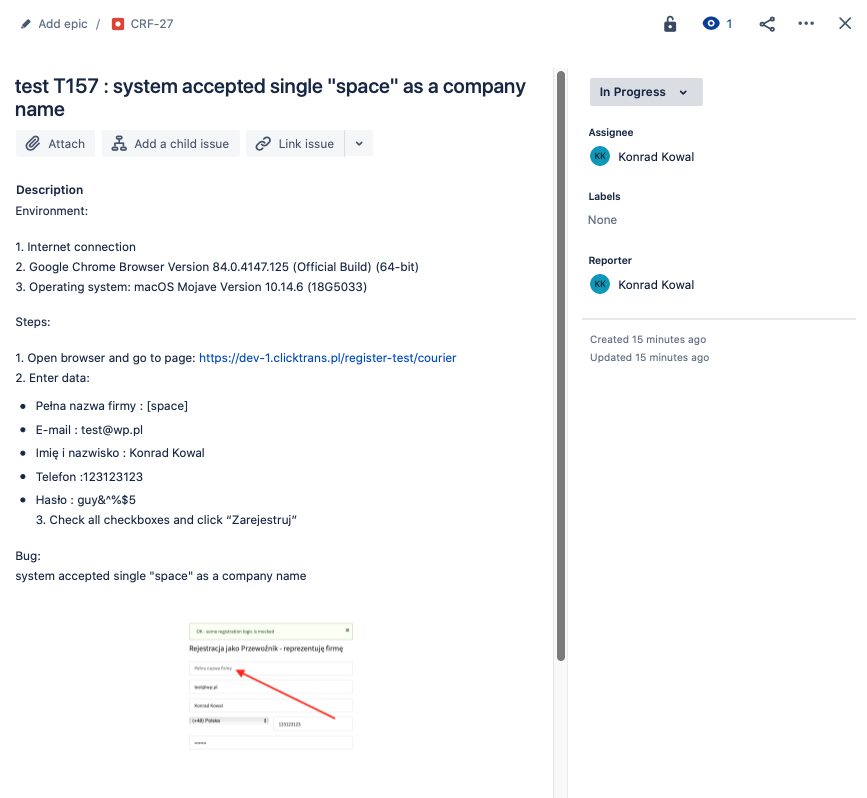 Add epic / CRF-27
1
test T157 : system accepted single "space" as a company
name
Attach
Add a child issue
Link issue
Description
Environment:
1. Internet connection
2. Google Chrome Browser Version 84.0.4147.125 (Official Build) (64-bit)
3. Operating system: macOS Mojave Version 10.14.6 (18G5033)
Steps:
1. Open browser and go to page: https://dev-1.clicktrans.pl/register-test/courier
2. Enter data:
• Pełna nazwa firmy : [space]
• E-mail : test@wp.pl
• Imię i nazwisko : Konrad Kowal
• Telefon :123123123
• Hasło : guy&^%$5
3. Check all checkboxes and click “Zarejestruj”
Bug:
system accepted single "space" as a company name
OK - some registration logic is mocked
Rejestracja jako Przewoźnik - reprezentuję firmę
Pełna nazwa firmy
test@wp.pl
Konrad Kowal
(+48) Polska
123123123
In Progress
Assignee
KK Konrad Kowal
Labels
None
Reporter
KK Konrad Kowal
Created 15 minutes ago
Updated 15 minutes ago